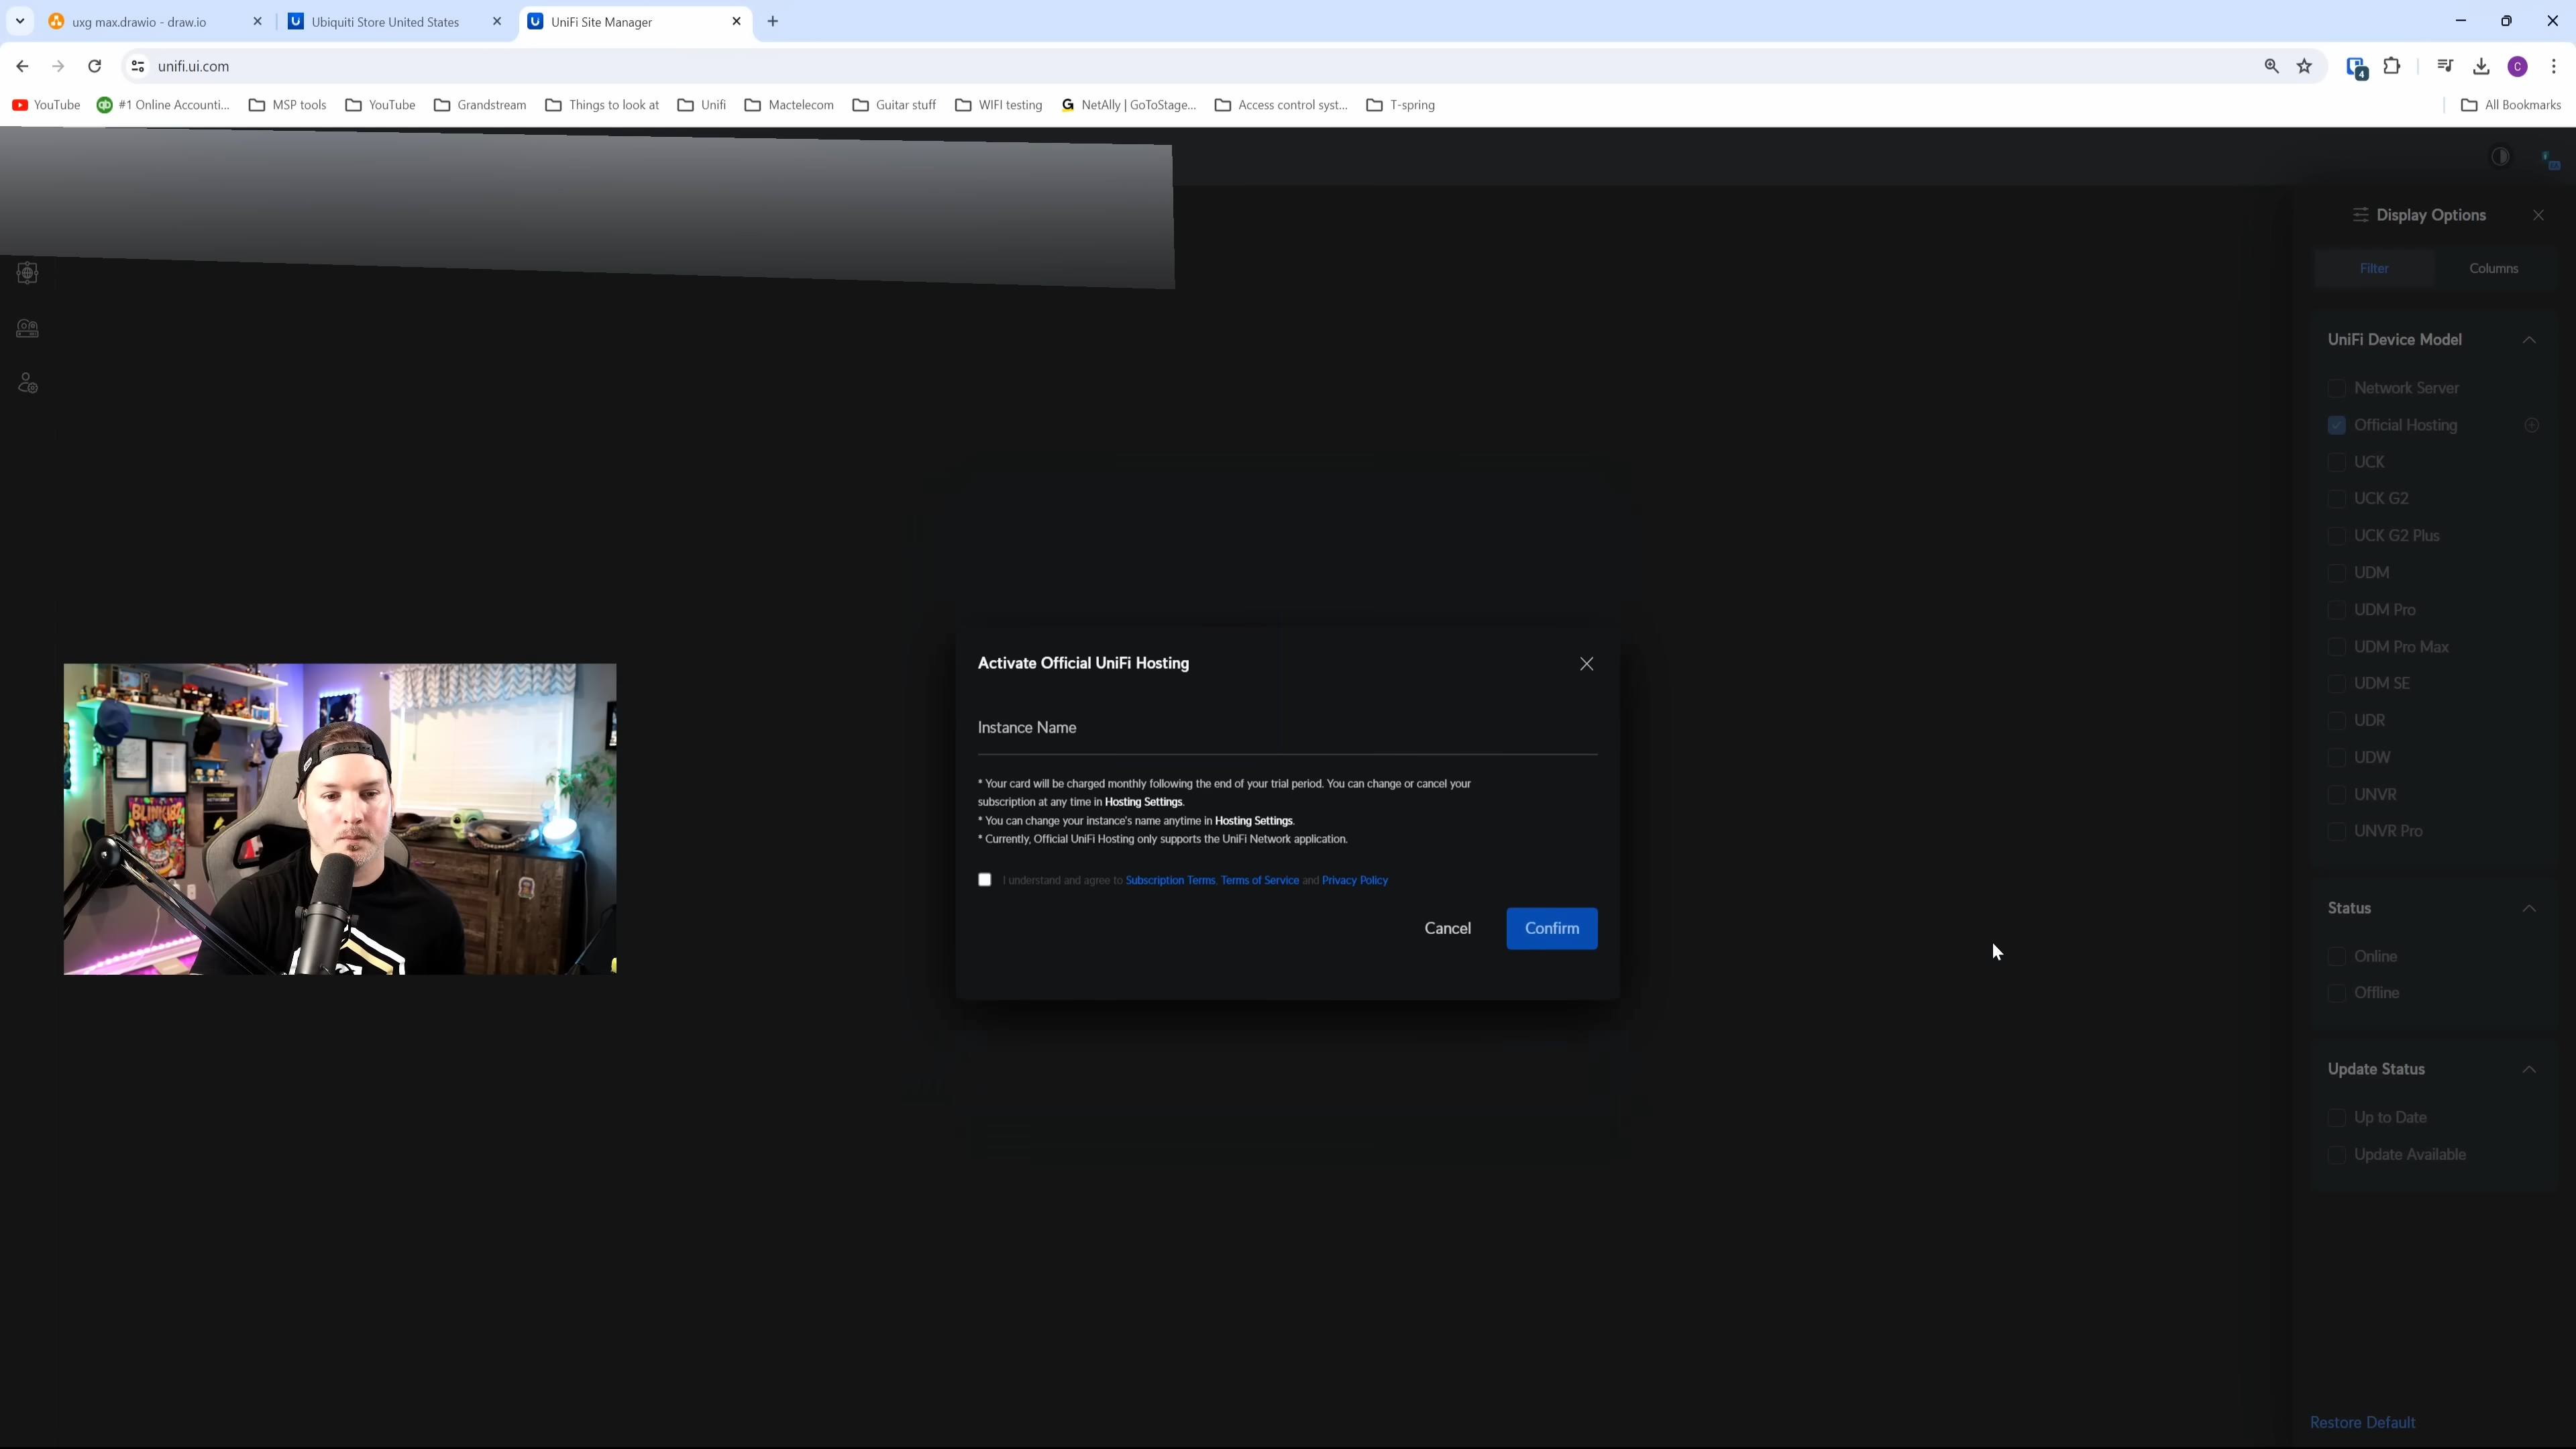 uxg max.drawio - draw.io
Ubiquiti Store United States
UniFi Site Manager
unifi.ui.com
4
C
YouTube
#1 Online Accounti...
MSP tools
YouTube
Grandstream
Things to look at
Unifi
Mactelecom
Guitar stuff
WIFI testing
NetAlly | GoToStage...
Access control syst...
T-spring
All Bookmarks
Display Options
Filter
Columns
UniFi Device Model
Network Server
Official Hosting
UCK
UCK G2
UCK G2 Plus
UDM
UDM Pro
UDM Pro Max
UDM SE
UDR
UDW
UNVR
UNVR Pro
Status
Online
Offline
Update Status
Up to Date
Update Available
Restore Default
Activate Official UniFi Hosting
Instance Name
* Your card will be charged monthly following the end of your trial period. You can change or cancel your
subscription at any time in Hosting Settings.
* You can change your instance's name anytime in Hosting Settings.
* Currently, Official UniFi Hosting only supports the UniFi Network application.
I understand and agree to Subscription Terms, Terms of Service and Privacy Policy
Cancel
Confirm
BLINK182